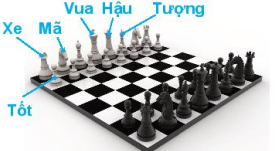 Vua Hậu Tượng
Xe Mã
Tốt